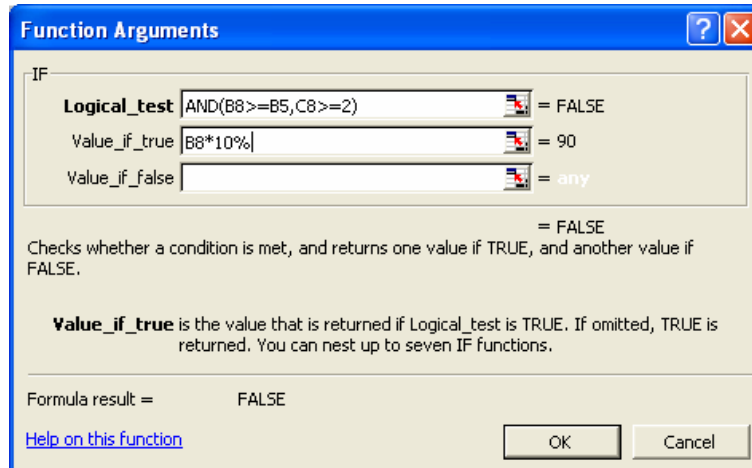 Function Arguments
IF
Logical_test AND(B8>=B5,C8>=2) = FALSE
Value_if_true B8*10% = 90
Value_if_false = any
= FALSE
Checks whether a condition is met, and returns one value if TRUE, and another value if
FALSE.
Value_if_true is the value that is returned if Logical_test is TRUE. If omitted, TRUE is
returned. You can nest up to seven IF functions.
Formula result = FALSE
Help on this function
OK Cancel